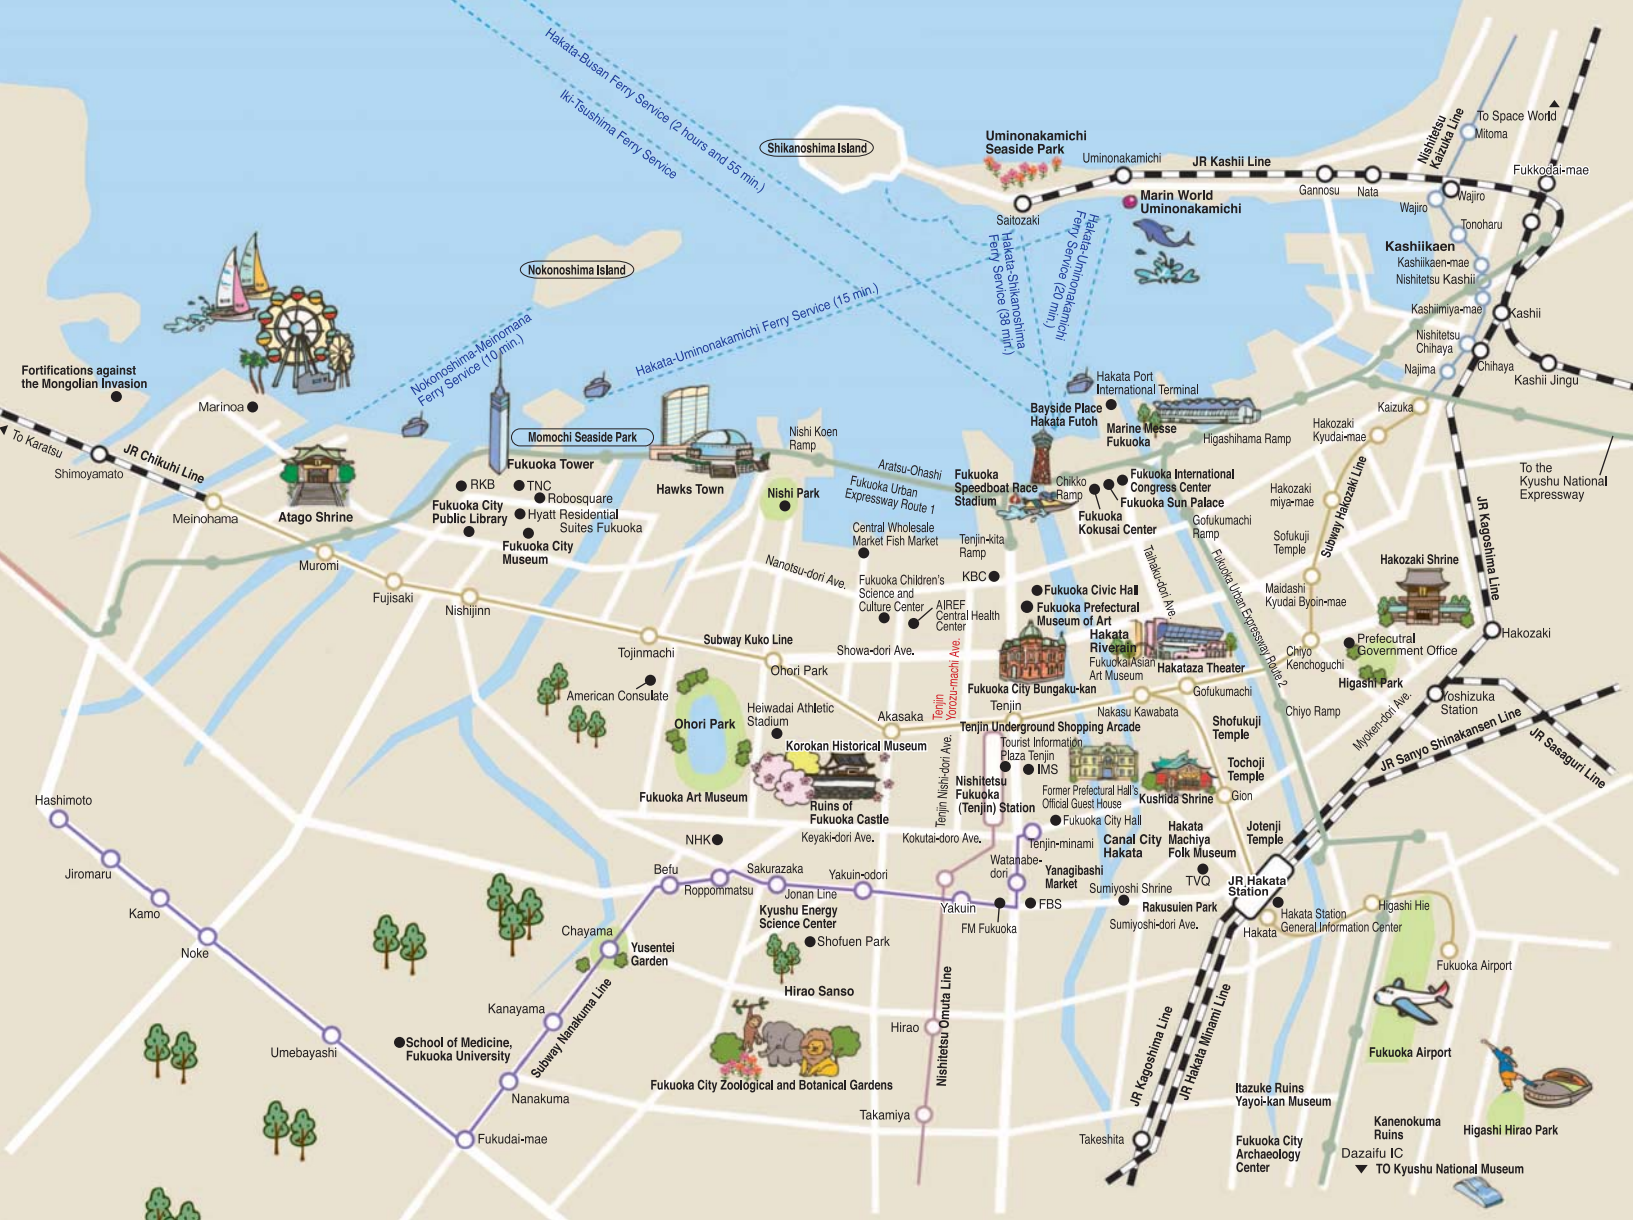 Hakata-Busan Ferry Service (2 hours and 55 min.)
Iki-Tsushima Ferry Service
Shikanoshima Island
Uminonakamichi
Seaside Park
Uminonakamichi
JR Kashii Line
Nishitetsu
Kaizuka Line
To Space World
Mitoma
Fukkodai-mae
Gannosu
Nata
Wajiro
Wajiro
Saitozaki
Marin World
Uminonakamichi
Tonoharu
Kashiikaen
Kashiikaen-mae
Nishitetsu Kashii
Kashiimiya-mae
Kashii
Nishitetsu
Chihaya
Chihaya
Najima
Kashii Jingu
Nokonoshima Island
Hakata-Shikanoshima
Ferry Service (38 min.)
Hakata-Uminonakamichi
Ferry Service (20 min.)
Hakata-Uminonakamichi Ferry Service (15 min.)
Nokonoshima-Meinomana
Ferry Service (10 min.)
Fortifications against
the Mongolian Invasion
Marinoa
To Karatsu
Shimoyamato
JR Chikuhi Line
Meinohama
Atago Shrine
Momochi Seaside Park
Fukuoka Tower
RKB
TNC
Robosquare
Fukuoka City
Public Library
Hyatt Residential
Suites Fukuoka
Fukuoka City
Museum
Hawks Town
Nishi Koen
Ramp
Nishi Park
Aratsu-Ohashi
Fukuoka Urban
Expressway Route 1
Fukuoka
Speedboat Race
Stadium
Bayside Place
Hakata Futoh
Hakata Port
International Terminal
Marine Messe
Fukuoka
Higashihama Ramp
Kaizuka
Hakozaki
Kyudai-mae
To the
Kyushu National
Expressway
Chikko
Ramp
Fukuoka International
Congress Center
Fukuoka Sun Palace
Fukuoka
Kokusai Center
Gofukumachi
Ramp
Hakozaki
miya-mae
Subway Hakozaki Line
JR Kagoshima Line
Sofukuji
Temple
Hakozaki Shrine
Central Wholesale
Market Fish Market
Tenjin-kita
Ramp
Nanotsu-dori Ave.
Fukuoka Children's
Science and
Culture Center
AIREF
Central Health
Center
KBC
Fukuoka Civic Hall
Fukuoka Prefectural
Museum of Art
Taihaku-dori Ave.
Fukuoka Urban Expressway Route 2
Maidashi
Kyudai Byoin-mae
Hakozaki
Muromi
Fujisaki
Nishijinn
Tojinmachi
Subway Kuko Line
Ohori Park
Showa-dori Ave.
Tenjin
Yorozu-machi Ave.
Hakata
Riverain
Fukuoka Asian
Art Museum
Hakataza Theater
Fukuoka City Bungaku-kan
Chiyo
Kenchoguchi
Prefecutral
Government Office
Higashi Park
American Consulate
Ohori Park
Heiwadai Athletic
Stadium
Akasaka
Tenjin
Nakasu Kawabata
Gofukumachi
Chiyo Ramp
Yoshizuka
Station
Myoken-dori Ave.
JR Sanyo Shinakansen Line
JR Sasaguri Line
Tenjin Underground Shopping Arcade
Shofukuji
Temple
Korokan Historical Museum
Tourist Information
Plaza Tenjin
IMS
Tochoji
Temple
Tenjin Nishi-dori Ave.
Nishitetsu
Fukuoka
(Tenjin) Station
Former Prefectural Hall's
Official Guest House
Kushida Shrine
Gion
Fukuoka Art Museum
Ruins of
Fukuoka Castle
Fukuoka City Hall
Hashimoto
NHK
Keyaki-dori Ave.
Kokutai-doro Ave.
Tenjin-minami
Canal City
Hakata
Hakata
Machiya
Folk Museum
Jotenji
Temple
Jiromaru
Befu
Roppommatsu
Sakurazaka
Yakuin-odori
Jonan Line
Watanabe-
dori
Yanagibashi
Market
TVQ
JR Hakata
Station
Kamo
Kyushu Energy
Science Center
Yakuin
FBS
FM Fukuoka
Sumiyoshi Shrine
Rakusuien Park
Sumiyoshi-dori Ave.
Hakata
Hakata Station
General Information Center
Higashi Hie
Fukuoka Airport
Noke
Chayama
Yusentei
Garden
Shofuen Park
Hirao Sanso
Kanayama
Subway Nanakuma Line
Umebayashi
School of Medicine,
Fukuoka University
Hirao
Nishitetsu Omuta Line
Nanakuma
Fukuoka City Zoological and Botanical Gardens
JR Kagoshima Line
JR Hakata Minami Line
Fukuoka Airport
Fukudai-mae
Takamiya
Takeshita
Itazuke Ruins
Yayoi-kan Museum
Kanenokuma
Ruins
Higashi Hirao Park
Fukuoka City
Archaeology
Center
Dazaifu IC
TO Kyushu National Museum